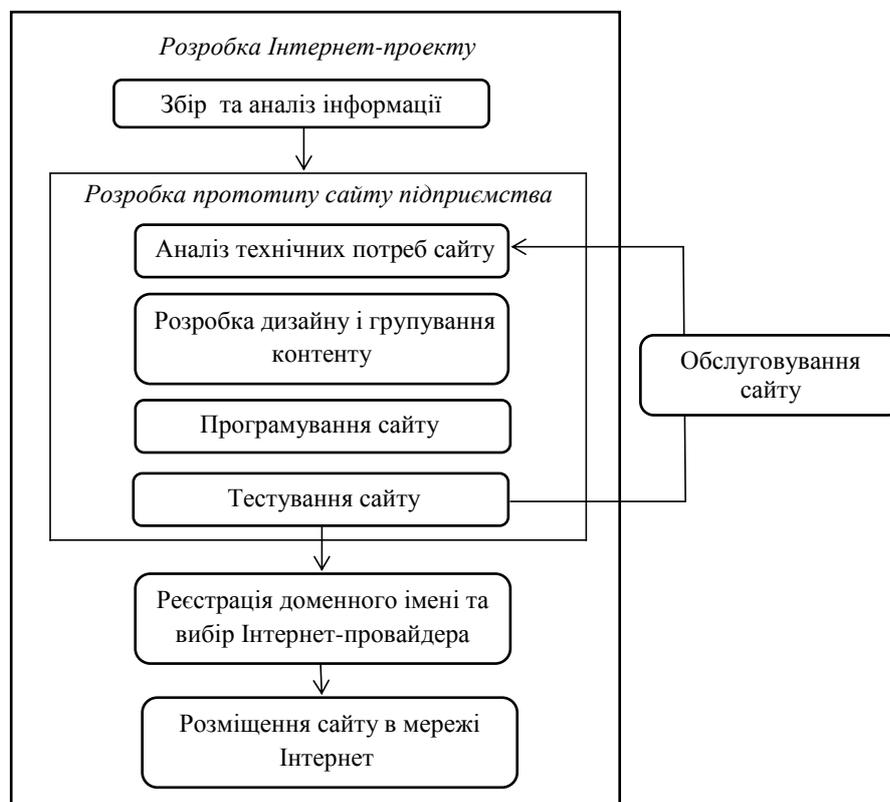 Розробка Інтернет-проекту
Збір та аналіз інформації
Розробка прототипу сайту підприємства
Аналіз технічних потреб сайту
Розробка дизайну і групування
контенту
Програмування сайту
Тестування сайту
Обслуговування
сайту
Реєстрація доменного імені та
вибір Інтернет-провайдера
Розміщення сайту в мережі
Інтернет